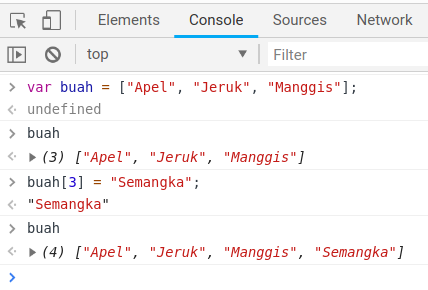 Elements Console Sources Network
top ▼ Filter
> var buah = ["Apel", "Jeruk", "Manggis"];
<· undefined
> buah
<· ▶ (3) ["Apel", "Jeruk", "Manggis"]
> buah[3] = "Semangka";
<· "Semangka"
> buah
<· ▶ (4) ["Apel", "Jeruk", "Manggis", "Semangka"]
>